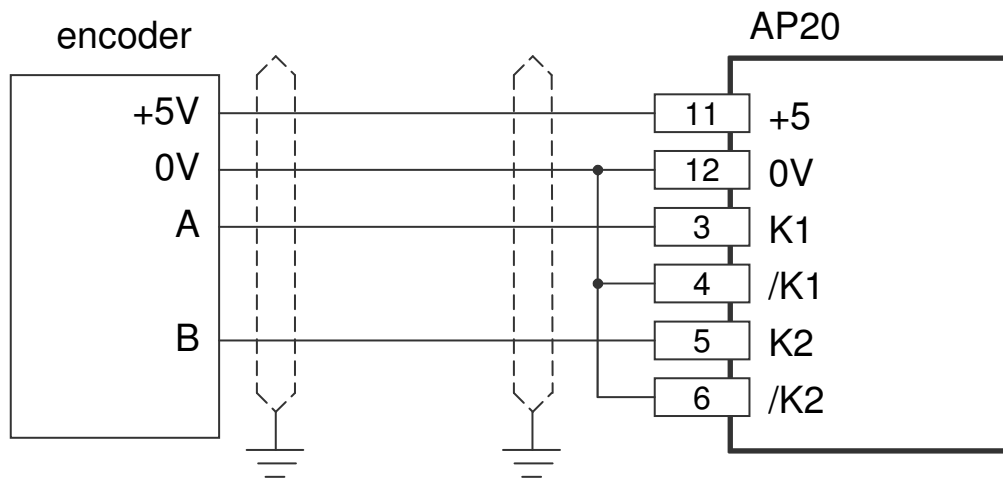 encoder
AP20
+5V 11 +5
0V 12 0V
A 3 K1
4 /K1
B 5 K2
6 /K2